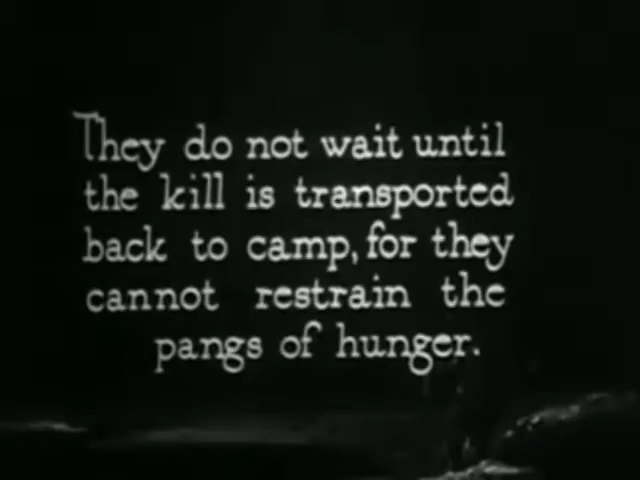 They do not wait until
the kill is transported
back to camp, for they
cannot restrain the
pangs of hunger.